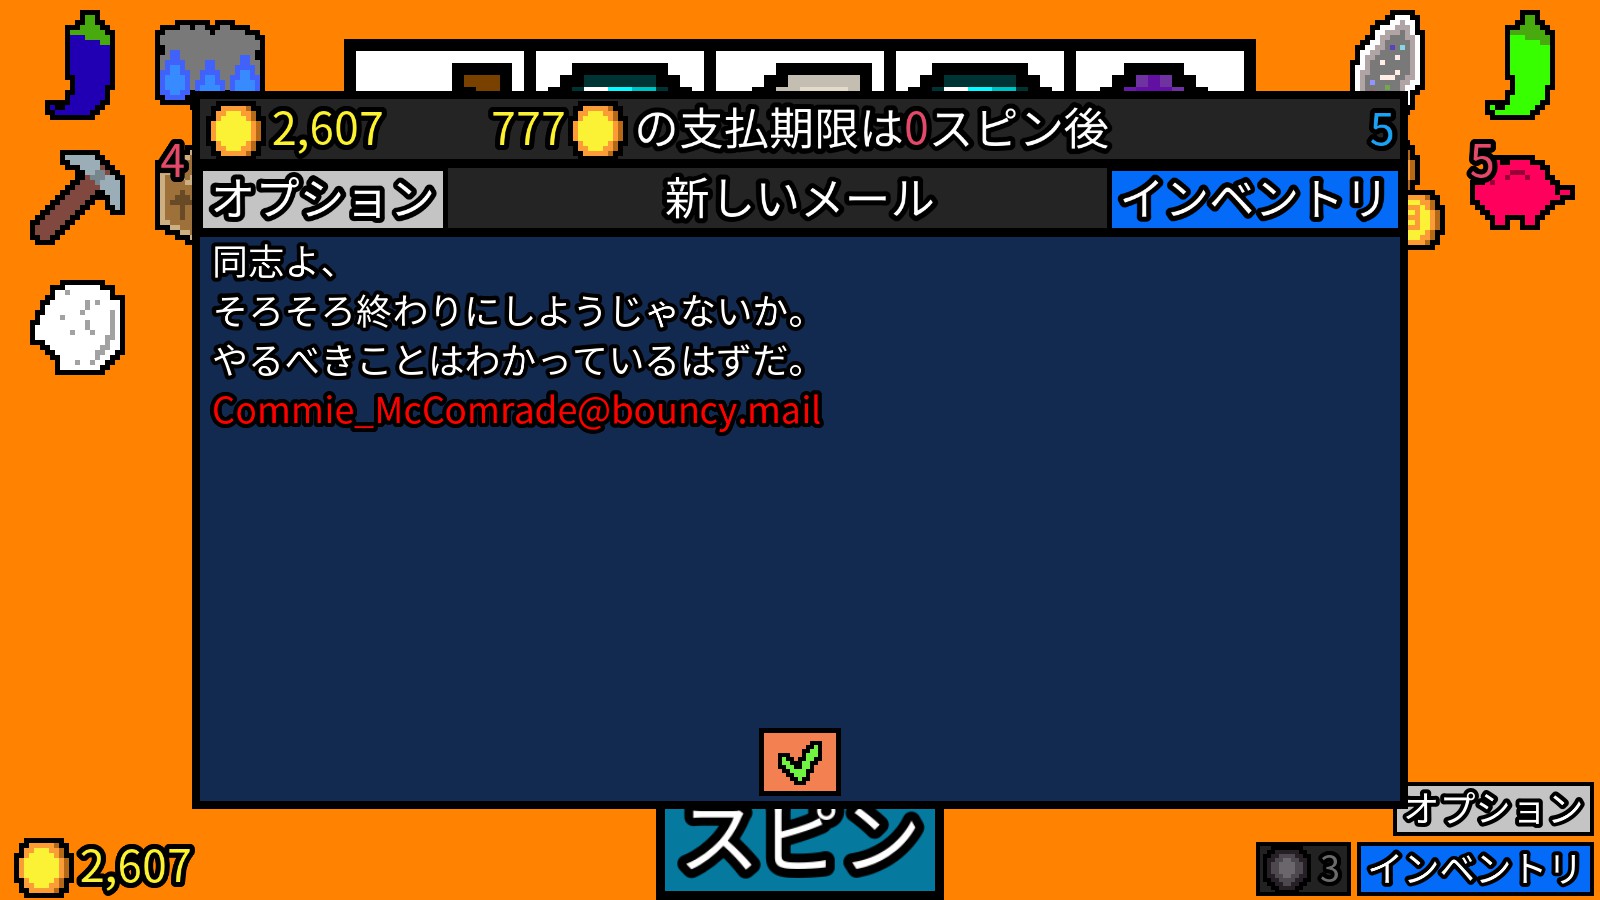 2,607
777の支払期限は0スピン後
5
オプション
新しいメール
インベントリ
同志よ、
そろそろ終わりにしようじゃないか。
やるべきことはわかっているはずだ。
Commie_McComrade@bouncy.mail
4
5
スピン
オプション
2,607
3
インベントリ